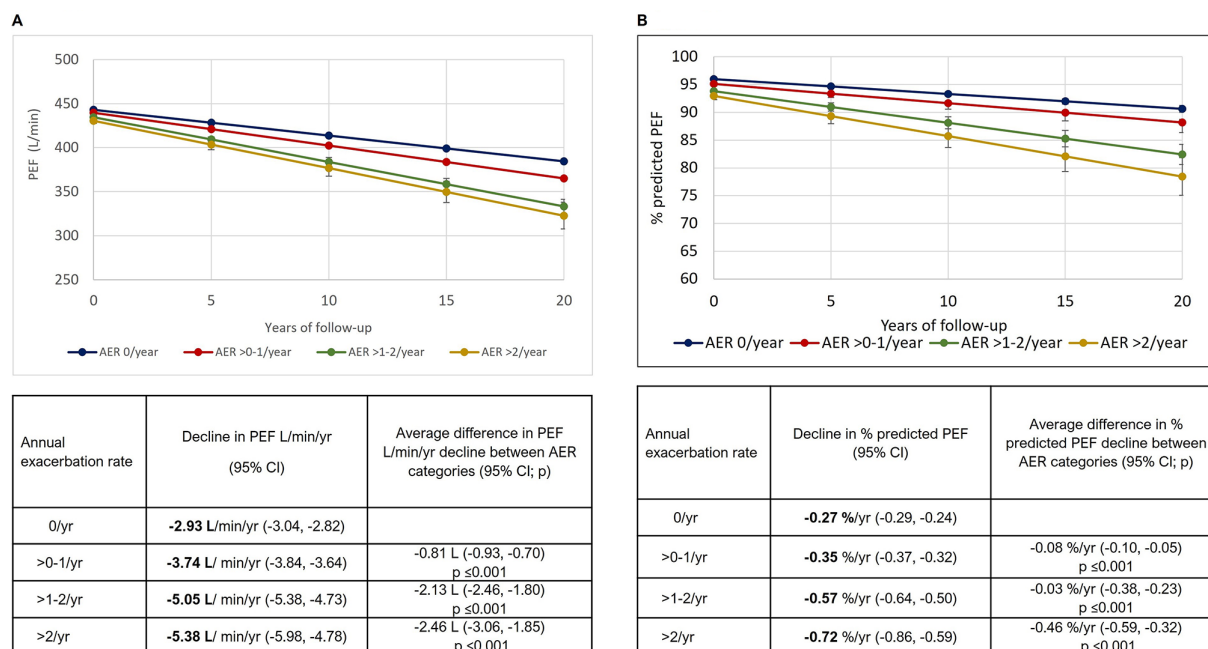 A
500
450
400
350
300
250
PEF (L/min)
0 5 10 15 20
Years of follow-up
AER 0/year AER >0-1/year AER >1-2/year AER >2/year
Annual
exacerbation rate
Decline in PEF L/min/yr
(95% CI)
Average difference in PEF
L/min/yr decline between AER
categories (95% CI; p)
0/yr
-2.93 L/min/yr (-3.04, -2.82)
>0-1/yr
-3.74 L/ min/yr (-3.84, -3.64)
-0.81 L (-0.93, -0.70)
p ≤0.001
>1-2/yr
-5.05 L/ min/yr (-5.38, -4.73)
-2.13 L (-2.46, -1.80)
p ≤0.001
>2/yr
-5.38 L/ min/yr (-5.98, -4.78)
-2.46 L (-3.06, -1.85)
p ≤0.001
B
100
95
90
85
80
75
70
65
60
% predicted PEF
0 5 10 15 20
Years of follow-up
AER 0/year AER >0-1/year AER >1-2/year AER >2/year
Annual
exacerbation rate
Decline in % predicted PEF
(95% CI)
Average difference in %
predicted PEF decline between
AER categories (95% CI; p)
0/yr
-0.27 %/yr (-0.29, -0.24)
>0-1/yr
-0.35 %/yr (-0.37, -0.32)
-0.08 %/yr (-0.10, -0.05)
p ≤0.001
>1-2/yr
-0.57 %/yr (-0.64, -0.50)
-0.03 %/yr (-0.38, -0.23)
p ≤0.001
>2/yr
-0.72 %/yr (-0.86, -0.59)
-0.46 %/yr (-0.59, -0.32)
p ≤0.001